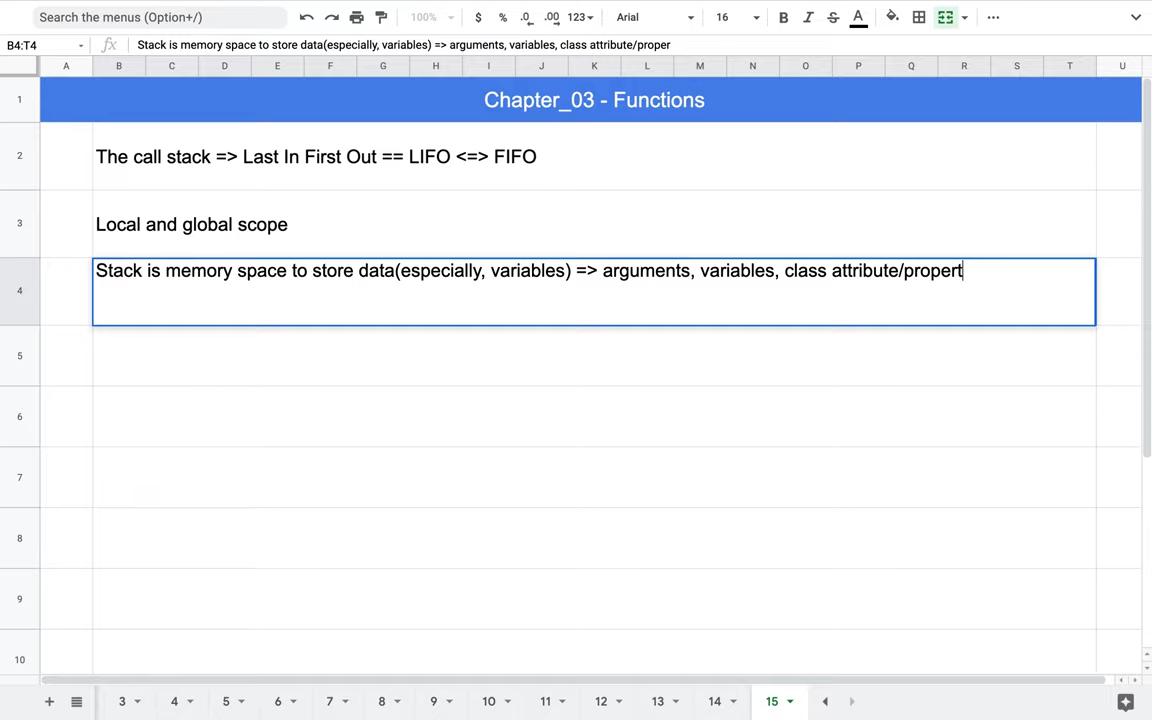 Search the menus (Option+/)
100%
$ % .0 .00 123
Arial
16
B I S A
B4:T4
fx
Stack is memory space to store data(especially, variables) => arguments, variables, class attribute/proper
A B C D E F G H I J K L M N O P Q R S T U
1
Chapter_03 - Functions
2
The call stack => Last In First Out == LIFO <=> FIFO
3
Local and global scope
4
Stack is memory space to store data(especially, variables) => arguments, variables, class attribute/propert
5
6
7
8
9
10
3 4 5 6 7 8 9 10 11 12 13 14 15